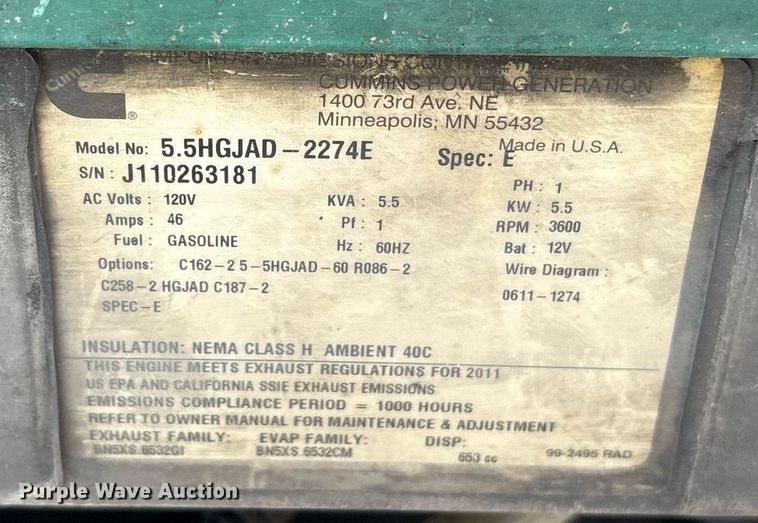 IMPORTANT EMISSIONS CONTROL
Cummins
CUMMINS POWER GENERATION
1400 73rd Ave. NE
Minneapolis, MN 55432
®
Model No: 5.5HGJAD-2274E Spec: E Made in U.S.A.
S/N : J110263181
PH : 1
AC Volts : 120V KVA : 5.5 KW : 5.5
Amps : 46 Pf : 1 RPM : 3600
Fuel : GASOLINE Hz : 60HZ Bat : 12V
Options: C162-2 5-5HGJAD-60 R086-2 Wire Diagram :
C258-2 HGJAD C187-2 0611-1274
SPEC-E
INSULATION: NEMA CLASS H AMBIENT 40C
THIS ENGINE MEETS EXHAUST REGULATIONS FOR 2011
US EPA AND CALIFORNIA SSIE EXHAUST EMISSIONS
EMISSIONS COMPLIANCE PERIOD = 1000 HOURS
REFER TO OWNER MANUAL FOR MAINTENANCE & ADJUSTMENT
EXHAUST FAMILY: EVAP FAMILY: DISP:
BN5XS.6532GI BN5XS.6532CM 653 cc 99-2495 RAD
Purple Wave Auction